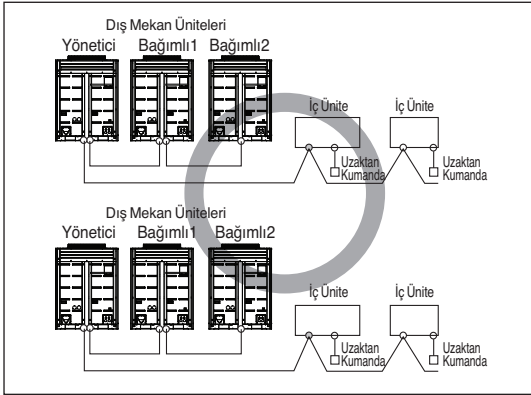 Dış Mekan Üniteleri
Yönetici Bağımlı1 Bağımlı2
İç Ünite İç Ünite
Uzaktan Kumanda Uzaktan Kumanda
Dış Mekan Üniteleri
Yönetici Bağımlı1 Bağımlı2
İç Ünite İç Ünite
Uzaktan Kumanda Uzaktan Kumanda